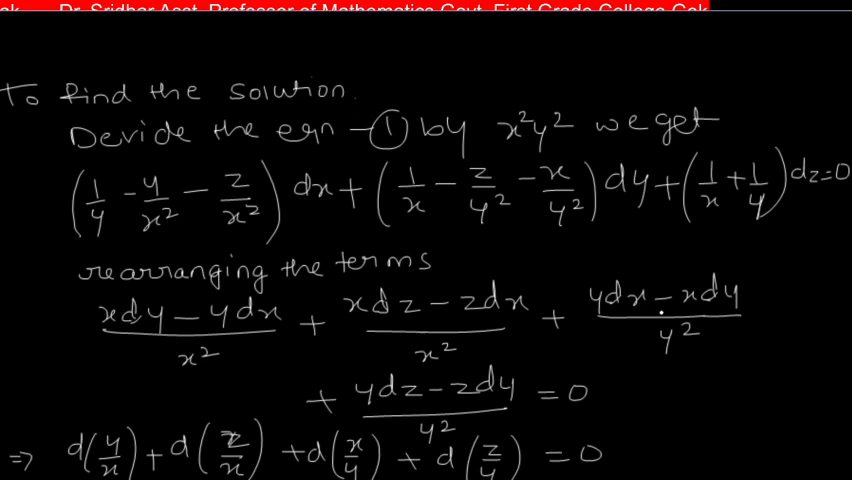 Dr. Sridhar Asst. Professor of Mathematics Govt. First Grade College Gok
To find the solution.
Devide the eqn - ① by x²y² we get
(1/y - y/x² - z/x²) dx + (1/x - z/y² - x/y²) dy + (1/x + 1/y) dz = 0
rearranging the terms
(xdy - ydx)/x² + (xdz - zdx)/x² + (ydx - xdy)/y²
+ (ydz - zdy)/y² = 0
⇒ d(y/x) + d(z/x) + d(x/y) + d(z/y) = 0